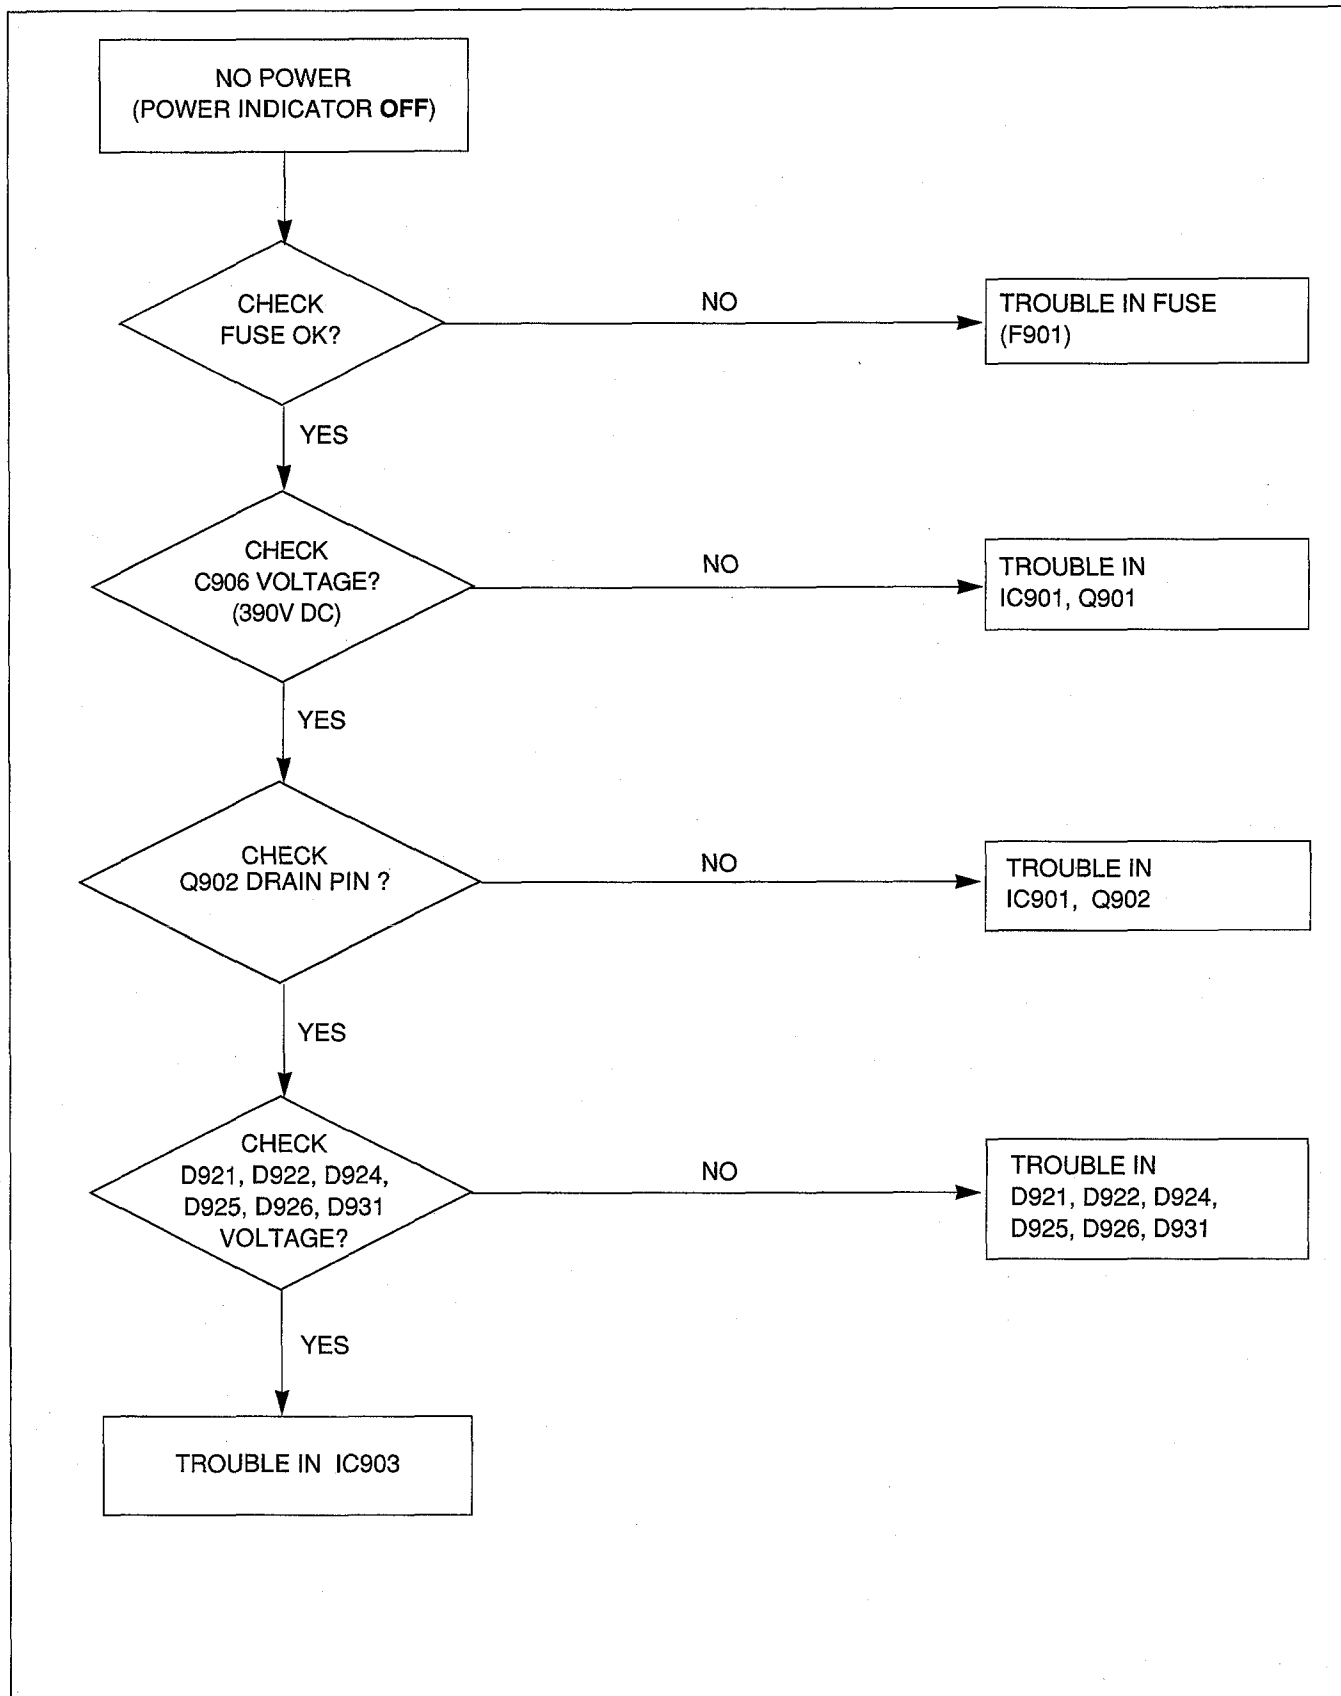 NO POWER
(POWER INDICATOR OFF)
CHECK
FUSE OK?
NO
TROUBLE IN FUSE
(F901)
YES
CHECK
C906 VOLTAGE?
(390V DC)
NO
TROUBLE IN
IC901, Q901
YES
CHECK
Q902 DRAIN PIN ?
NO
TROUBLE IN
IC901, Q902
YES
CHECK
D921, D922, D924,
D925, D926, D931
VOLTAGE?
NO
TROUBLE IN
D921, D922, D924,
D925, D926, D931
YES
TROUBLE IN IC903